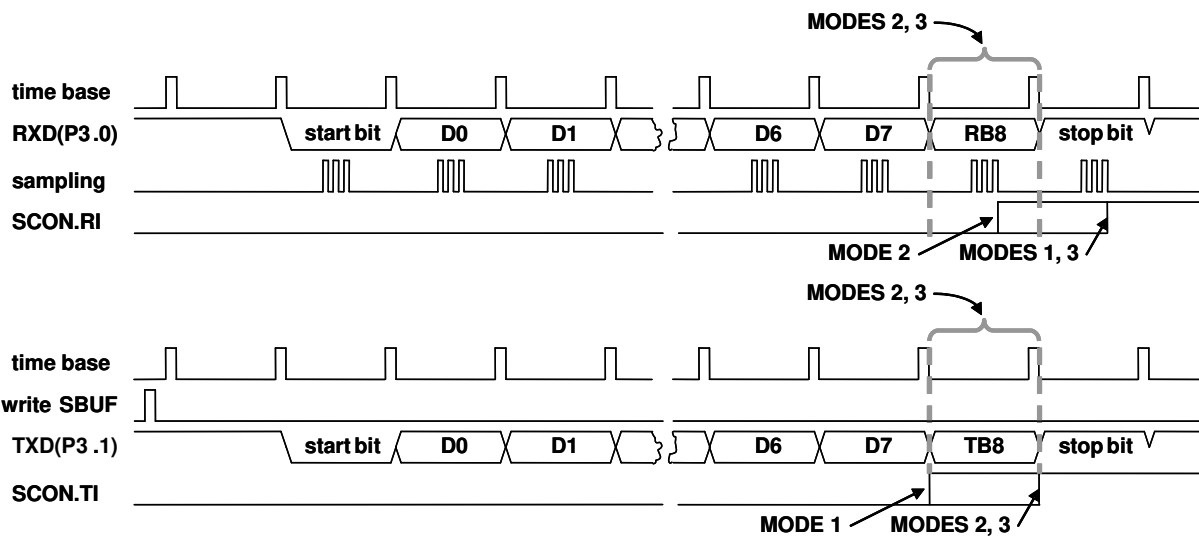 MODES 2, 3
time base
RXD(P3.0) start bit D0 D1 D6 D7 RB8 stop bit
sampling
SCON.RI
MODE 2 MODES 1, 3
MODES 2, 3
time base
write SBUF
TXD(P3 .1) start bit D0 D1 D6 D7 TB8 stop bit
SCON.TI
MODE 1 MODES 2, 3